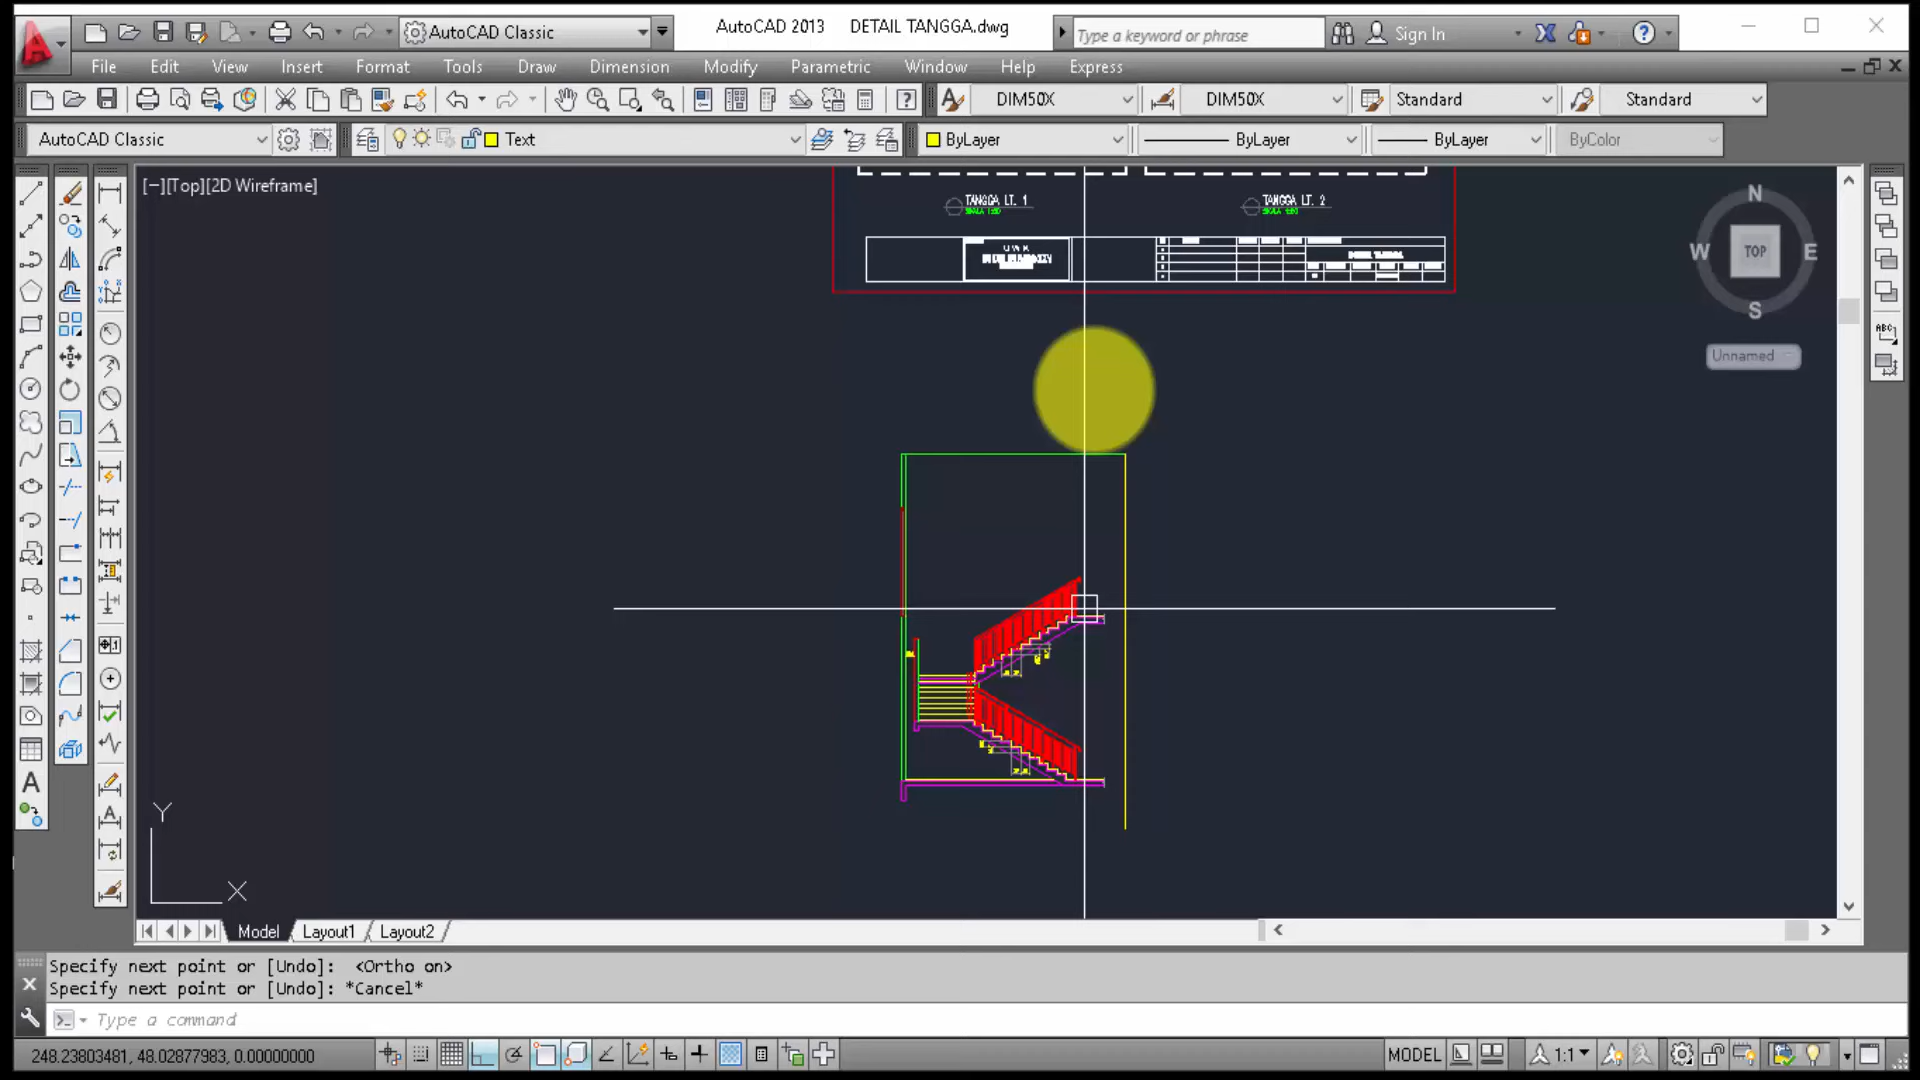 AutoCAD Classic
AutoCAD 2013 DETAIL TANGGA.dwg
Type a keyword or phrase
Sign In
File Edit View Insert Format Tools Draw Dimension Modify Parametric Window Help Express
DIM50X DIM50X Standard Standard
AutoCAD Classic Text ByLayer ByLayer ByLayer ByColor
[−][Top][2D Wireframe]
TANGGA LT. 1
TANGGA LT. 2
DETAIL TANGGA
N
W TOP E
S
Unnamed
Y
X
Model Layout1 Layout2
Specify next point or [Undo]: <Ortho on>
Specify next point or [Undo]: *Cancel*
Type a command
248.23803481, 48.02877983, 0.00000000
MODEL 1:1